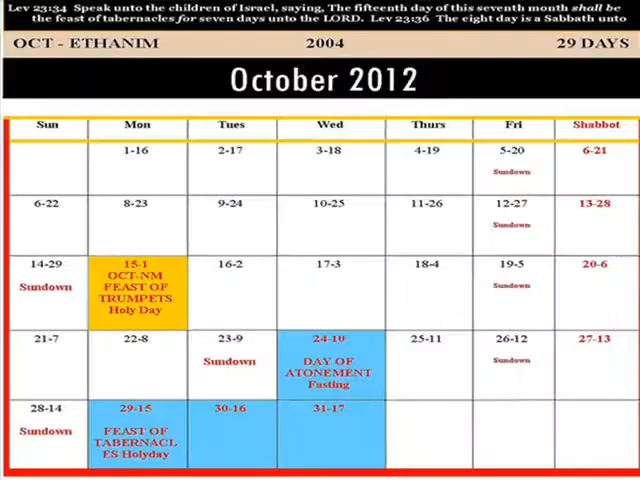 Lev 23:34 Speak unto the children of Israel, saying, The fifteenth day of this seventh month shall be
the feast of tabernacles for seven days unto the LORD. Lev 23:36 The eight day is a Sabbath unto
OCT - ETHANIM 2004 29 DAYS
October 2012
Sun Mon Tues Wed Thurs Fri Shabbot
1-16 2-17 3-18 4-19 5-20 6-21
Sundown
6-22 8-23 9-24 10-25 11-26 12-27 13-28
Sundown
14-29 15-1 16-2 17-3 18-4 19-5 20-6
Sundown OCT-NM Sundown
FEAST OF
TRUMPETS
Holy Day
21-7 22-8 23-9 24-10 25-11 26-12 27-13
Sundown DAY OF Sundown
ATONEMENT
Fasting
28-14 29-15 30-16 31-17
Sundown FEAST OF
TABERNACL
ES Holyday